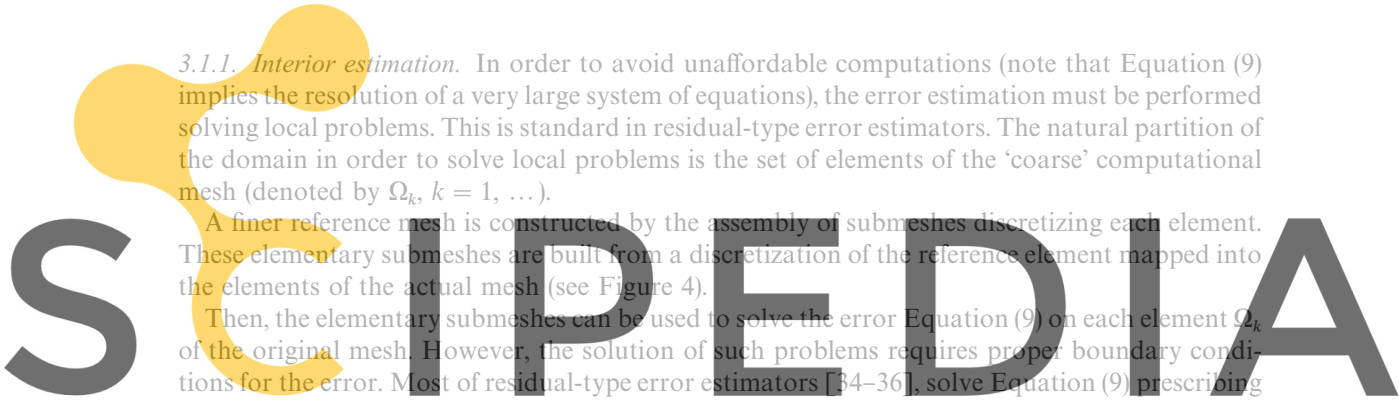 3.1.1. Interior estimation. In order to avoid unaffordable computations (note that Equation (9)
implies the resolution of a very large system of equations), the error estimation must be performed
solving local problems. This is standard in residual-type error estimators. The natural partition of
the domain in order to solve local problems is the set of elements of the ‘coarse’ computational
mesh (denoted by Ωₖ, k = 1, …).
A finer reference mesh is constructed by the assembly of submeshes discretizing each element.
These elementary submeshes are built from a discretization of the reference element mapped into
the elements of the actual mesh (see Figure 4).
Then, the elementary submeshes can be used to solve the error Equation (9) on each element Ωₖ
of the original mesh. However, the solution of such problems requires proper boundary condi-
tions for the error. Most of residual-type error estimators [34–36], solve Equation (9) prescribing
SCIPEDIA